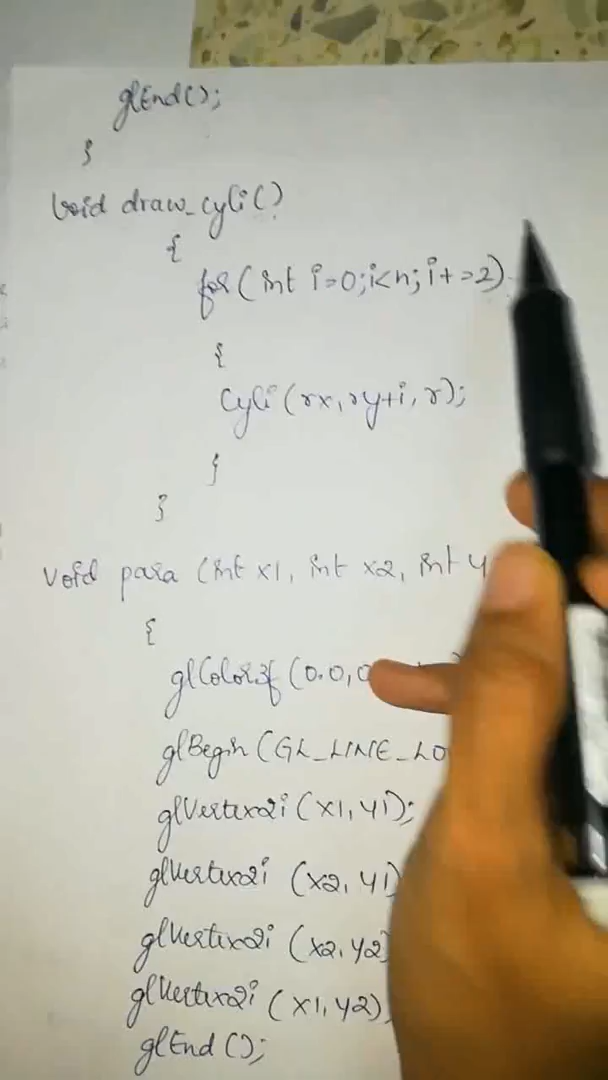 glEnd();
}
void draw_cyli()
{
for(int i=0;i<n;i+=2)
{
cyli(rx,ry+i,r);
}
}
void para (int x1, int x2, int y
{
glColor3f (0.0,0
glBegin(GL_LINE_LO
glVertex2i (x1,y1);
glVertex2i (x2,y1)
glVertex2i (x2,y2)
glVertex2i (x1,y2)
glEnd();